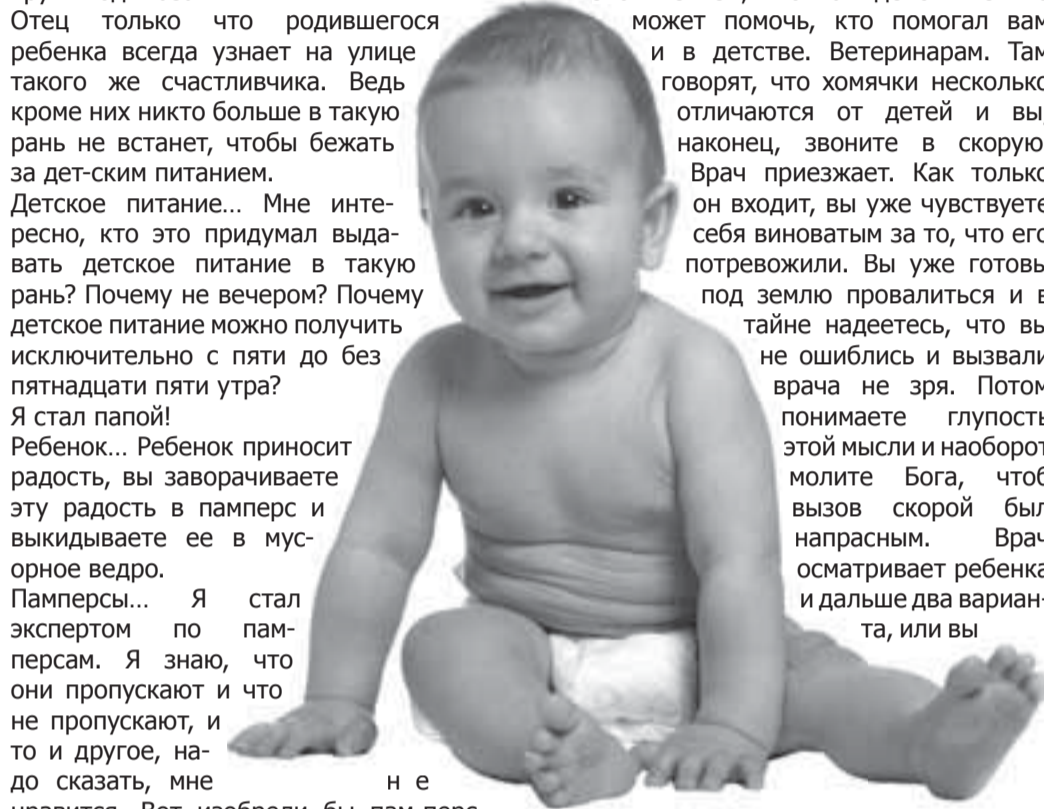 Отец только что родившегося
ребенка всегда узнает на улице
такого же счастливчика. Ведь
кроме них никто больше в такую
рань не встанет, чтобы бежать
за дет-ским питанием.
Детское питание... Мне инте-
ресно, кто это придумал выда-
вать детское питание в такую
рань? Почему не вечером? Почему
детское питание можно получить
исключительно с пяти до без
пятнадцати пяти утра?
Я стал папой!
Ребенок... Ребенок приносит
радость, вы заворачиваете
эту радость в памперс и
выкидываете ее в мус-
орное ведро.
Памперсы... Я стал
экспертом по пам-
персам. Я знаю, что
они пропускают и что
не пропускают, и
то и другое, на-
до сказать, мне н е
нравится. Вот изобрели бы пам-перс
может помочь, кто помогал вам
и в детстве. Ветеринарам. Там
говорят, что хомячки несколько
отличаются от детей и вы,
наконец, звоните в скорую.
Врач приезжает. Как только
он входит, вы уже чувствуете
себя виноватым за то, что его
потревожили. Вы уже готовы
под землю провалиться и в
тайне надеетесь, что вы
не ошиблись и вызвали
врача не зря. Потом
понимаете глупость
этой мысли и наоборот
молите Бога, чтоб
вызов скорой был
напрасным. Врач
осматривает ребенка
и дальше два вариан-
та, или вы